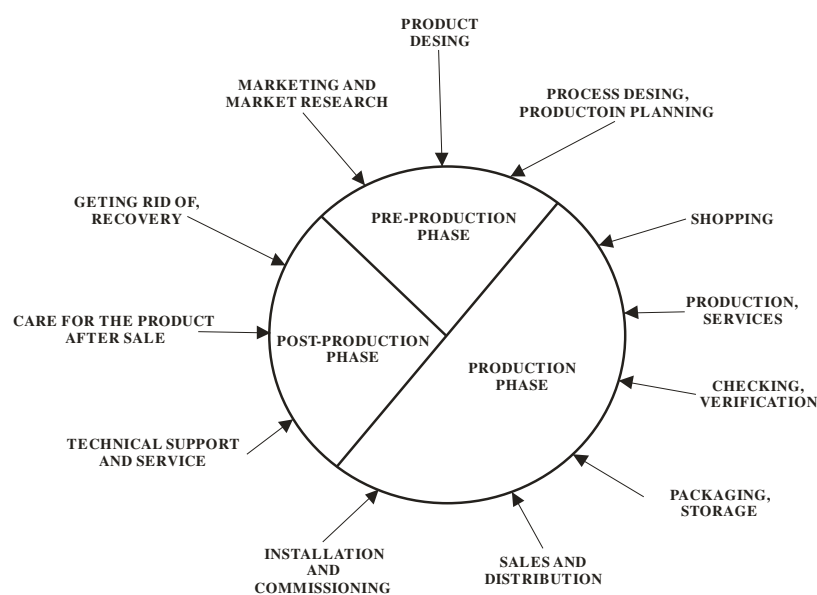 PRODUCT
DESING
MARKETING AND
MARKET RESEARCH
PROCESS DESING,
PRODUCTOIN PLANNING
GETING RID OF,
RECOVERY
PRE-PRODUCTION
PHASE
SHOPPING
CARE FOR THE PRODUCT
AFTER SALE
POST-PRODUCTION
PHASE
PRODUCTION
PHASE
PRODUCTION,
SERVICES
CHECKING,
VERIFICATION
TECHNICAL SUPPORT
AND SERVICE
PACKAGING,
STORAGE
INSTALLATION
AND
COMMISSIONING
SALES AND
DISTRIBUTION